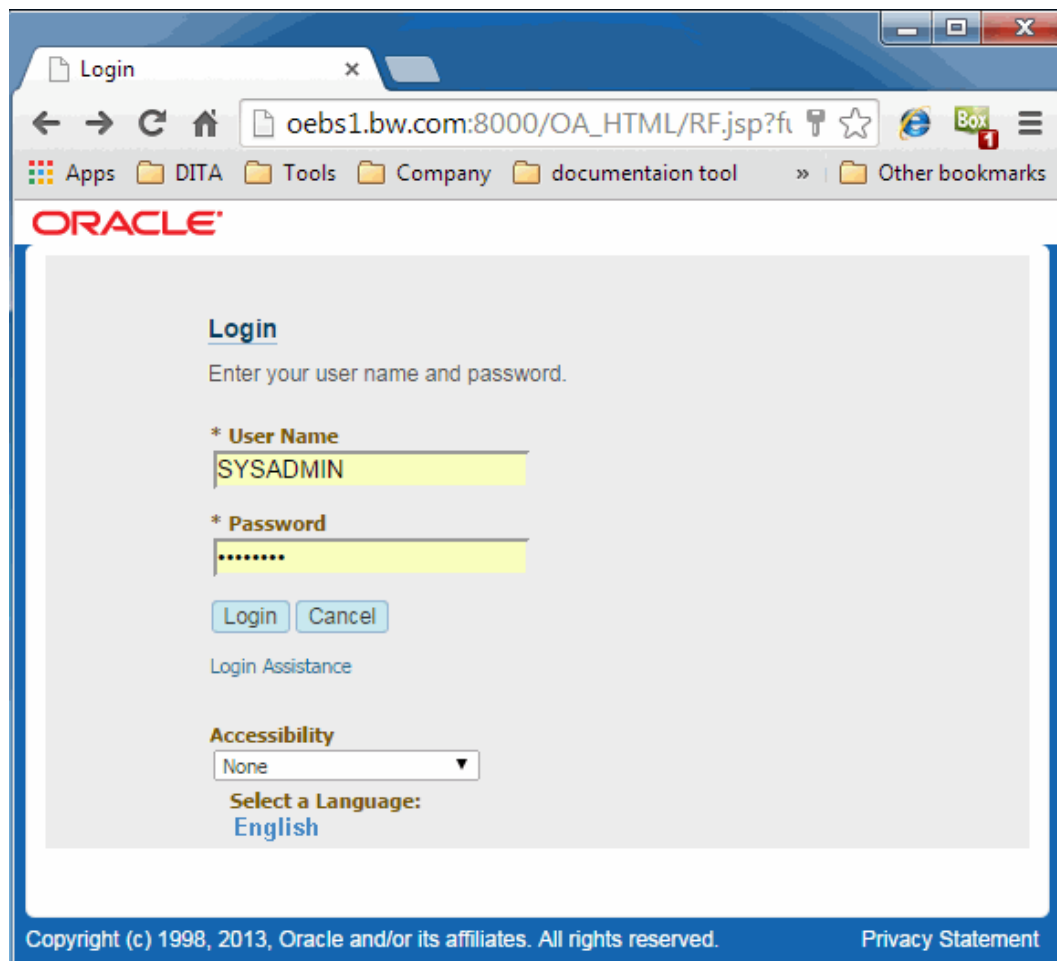 Login
oebs1.bw.com:8000/OA_HTML/RF.jsp?fu
Box
1
Apps DITA Tools Company documentaion tool » Other bookmarks
ORACLE
Login
Enter your user name and password.
* User Name
SYSADMIN
* Password
••••••••
Login Cancel
Login Assistance
Accessibility
None
Select a Language:
English
Copyright (c) 1998, 2013, Oracle and/or its affiliates. All rights reserved. Privacy Statement